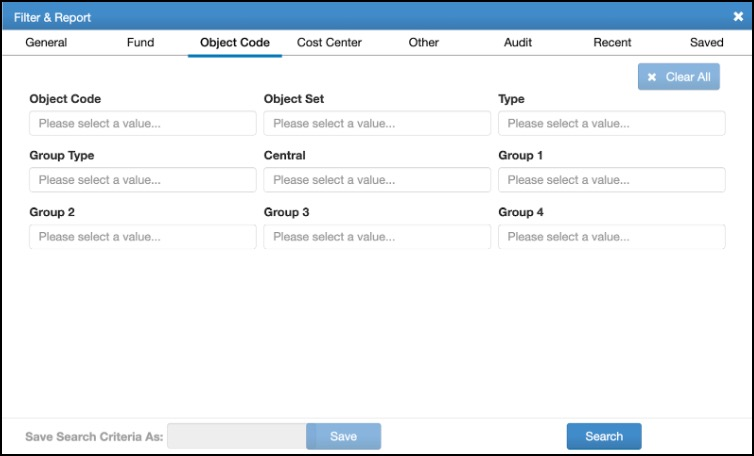 Filter & Report
General Fund Object Code Cost Center Other Audit Recent Saved
Clear All
Object Code Object Set Type
Please select a value... Please select a value... Please select a value...
Group Type Central Group 1
Please select a value... Please select a value... Please select a value...
Group 2 Group 3 Group 4
Please select a value... Please select a value... Please select a value...
Save Search Criteria As: Save Search